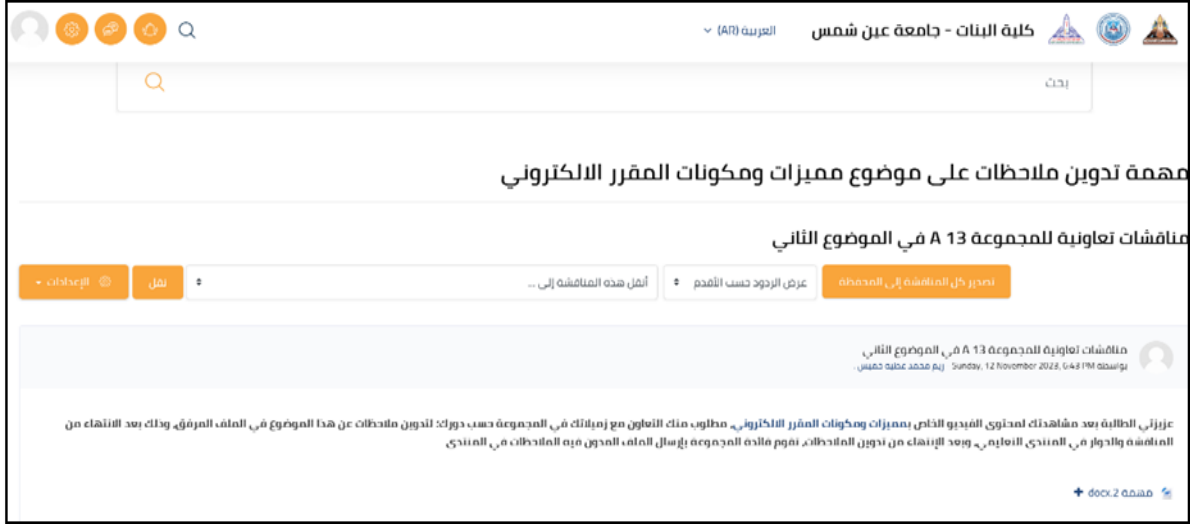 كلية البنات - جامعة عين شمس العربية (AR)
بحث
مهمة تدوين ملاحظات على موضوع مميزات ومكونات المقرر الالكتروني
مناقشات تعاونية للمجموعة A 13 في الموضوع الثاني
تصدير كل المناقشة إلى المحفظة عرض الردود حسب الأقدم أنقل هذه المناقشة إلى ... نقل الإعدادات
مناقشات تعاونية للمجموعة A 13 في الموضوع الثاني
بواسطة ريم محمد عطيه خميس - Sunday, 12 November 2023, 6:43 PM
عزيزتي الطالبة بعد مشاهدتك لمحتوى الفيديو الخاص بمميزات ومكونات المقرر الالكتروني، مطلوب منك التعاون مع زميلاتك في المجموعة حسب دورك؛ لتدوين ملاحظات عن هذا الموضوع في الملف المرفق، وذلك بعد الانتهاء من
المناقشة والحوار في المنتدى التعليمي، وبعد الإنتهاء من تدوين الملاحظات، تقوم قائدة المجموعة بإرسال الملف المدون فيه الملاحظات في المنتدى
مهمة 2.docx